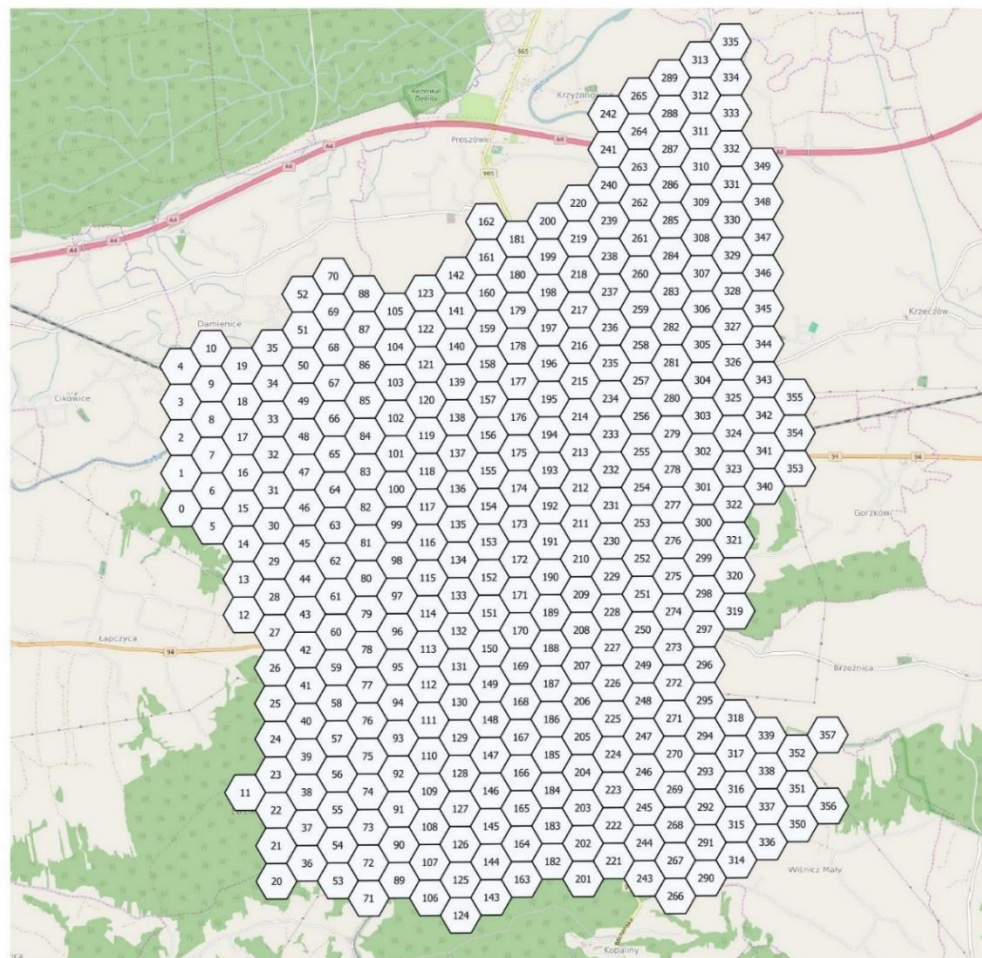 335
965
313
289 334
Rezerwat Dębina
Krzyżanowice
265 312
242 288 333
A4
264 311
Proszówki
241 287 332
A4
A4
263 310 349
965
240 286 331
220 262 309 348
162 200 239 285 330
181 219 261 308 347
A4
161 199 238 284 329
70 142 180 218 260 307 346
52 88 123 160 198 237 283 328
69 105 141 179 217 259 306 345
Krzeczów
Damienice
51 87 122 159 197 236 282 327
10 35 68 104 140 178 216 258 305 344
4 19 50 86 121 158 196 235 281 326
9 34 67 103 139 177 215 257 304 343
Cikowice
3 18 49 85 120 157 195 234 280 325 355
8 33 66 102 138 176 214 256 303 342
2 17 48 84 119 156 194 233 279 324 354
7 32 65 101 137 175 213 255 302 341
94 94
1 16 47 83 118 155 193 232 278 323 353
6 31 64 100 136 174 212 254 301 340
0 15 46 82 117 154 192 231 277 322
Gorzków
5 30 63 99 135 173 211 253 300
14 45 81 116 153 191 230 276 321
29 62 98 134 172 210 252 299
13 44 80 115 152 190 229 275 320
28 61 97 133 171 209 251 298
12 43 79 114 151 189 228 274 319
27 60 96 132 170 208 250 297
Łapczyca
94
42 78 113 150 188 227 273
26 59 95 131 169 207 249 296
Brzeźnica
41 77 112 149 187 226 272
25 58 94 130 168 206 248 295
40 76 111 148 186 225 271 318
24 57 93 129 167 205 247 294 339 357
39 75 110 147 185 224 270 317 352
23 56 92 128 166 204 246 293 338
11 38 74 109 146 184 223 269 316 351
22 55 91 127 165 203 245 292 337 356
37 73 108 145 183 222 268 315 350
21 54 90 126 164 202 244 291 336
36 72 107 144 182 221 267 314
Wiśnicz Mały
20 53 89 125 163 201 243 290
71 106 143 266
124
Kopaliny